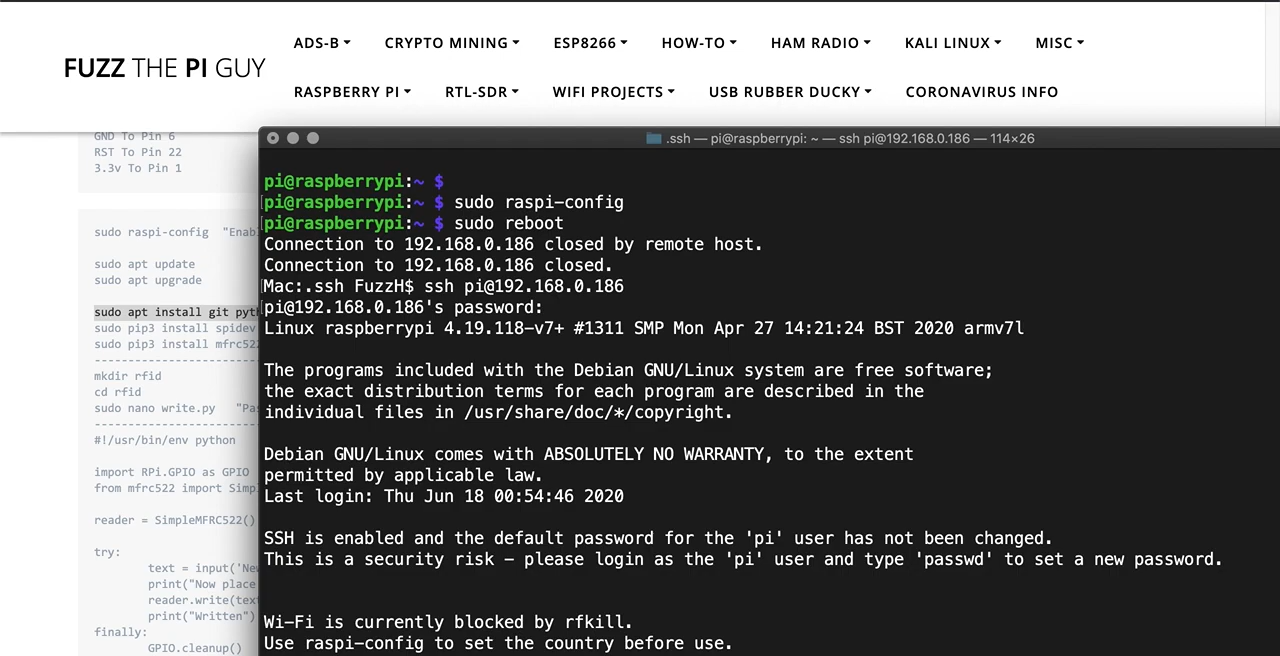 FUZZ THE PI GUY
ADS-B CRYPTO MINING ESP8266 HOW-TO HAM RADIO KALI LINUX MISC
RASPBERRY PI RTL-SDR WIFI PROJECTS USB RUBBER DUCKY CORONAVIRUS INFO
GND To Pin 6
RST To Pin 22
3.3v To Pin 1
sudo raspi-config "Enab
sudo apt update
sudo apt upgrade
sudo apt install git pyth
sudo pip3 install spidev
sudo pip3 install mfrc522
--------------------------
mkdir rfid
cd rfid
sudo nano write.py "Pas
--------------------------
#!/usr/bin/env python
import RPi.GPIO as GPIO
from mfrc522 import Simpl
reader = SimpleMFRC522()
try:
text = input('New
print("Now place
reader.write(text
print("Written")
finally:
GPIO.cleanup()
.ssh — pi@raspberrypi: ~ — ssh pi@192.168.0.186 — 114×26
pi@raspberrypi:~ $
pi@raspberrypi:~ $ sudo raspi-config
pi@raspberrypi:~ $ sudo reboot
Connection to 192.168.0.186 closed by remote host.
Connection to 192.168.0.186 closed.
Mac:.ssh FuzzH$ ssh pi@192.168.0.186
pi@192.168.0.186's password:
Linux raspberrypi 4.19.118-v7+ #1311 SMP Mon Apr 27 14:21:24 BST 2020 armv7l
The programs included with the Debian GNU/Linux system are free software;
the exact distribution terms for each program are described in the
individual files in /usr/share/doc/*/copyright.
Debian GNU/Linux comes with ABSOLUTELY NO WARRANTY, to the extent
permitted by applicable law.
Last login: Thu Jun 18 00:54:46 2020
SSH is enabled and the default password for the 'pi' user has not been changed.
This is a security risk - please login as the 'pi' user and type 'passwd' to set a new password.
Wi-Fi is currently blocked by rfkill.
Use raspi-config to set the country before use.